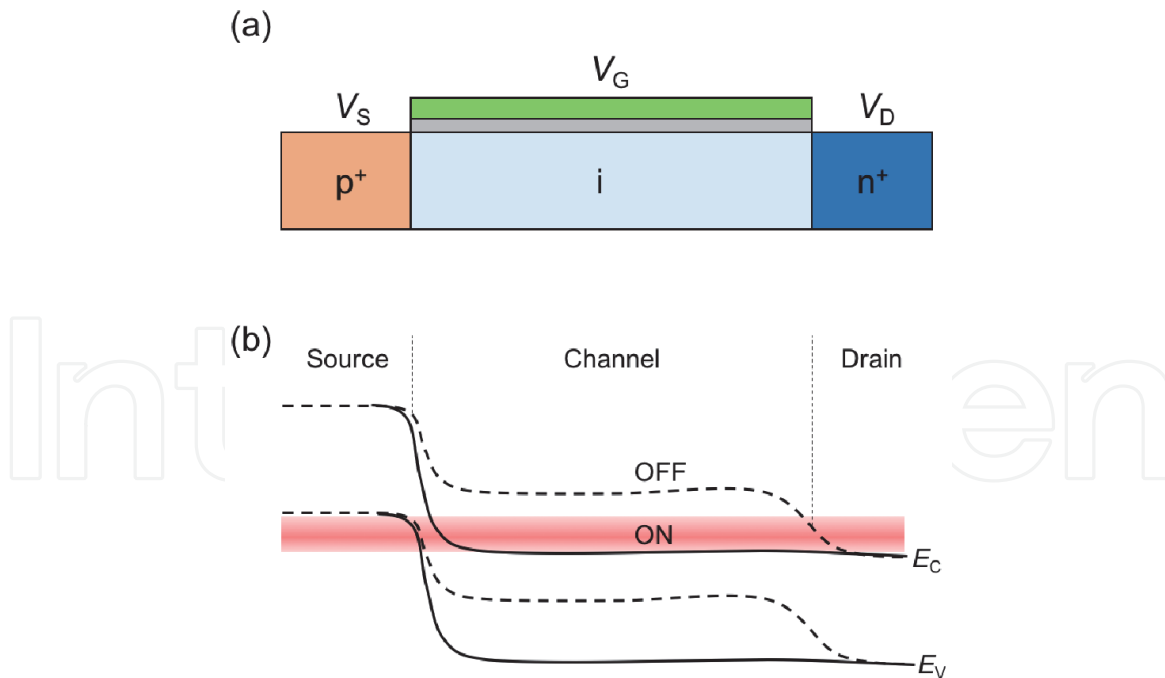 (a)
V_G
V_S
V_D
p⁺
i
n⁺
(b)
Source
Channel
Drain
OFF
ON
E_C
E_V